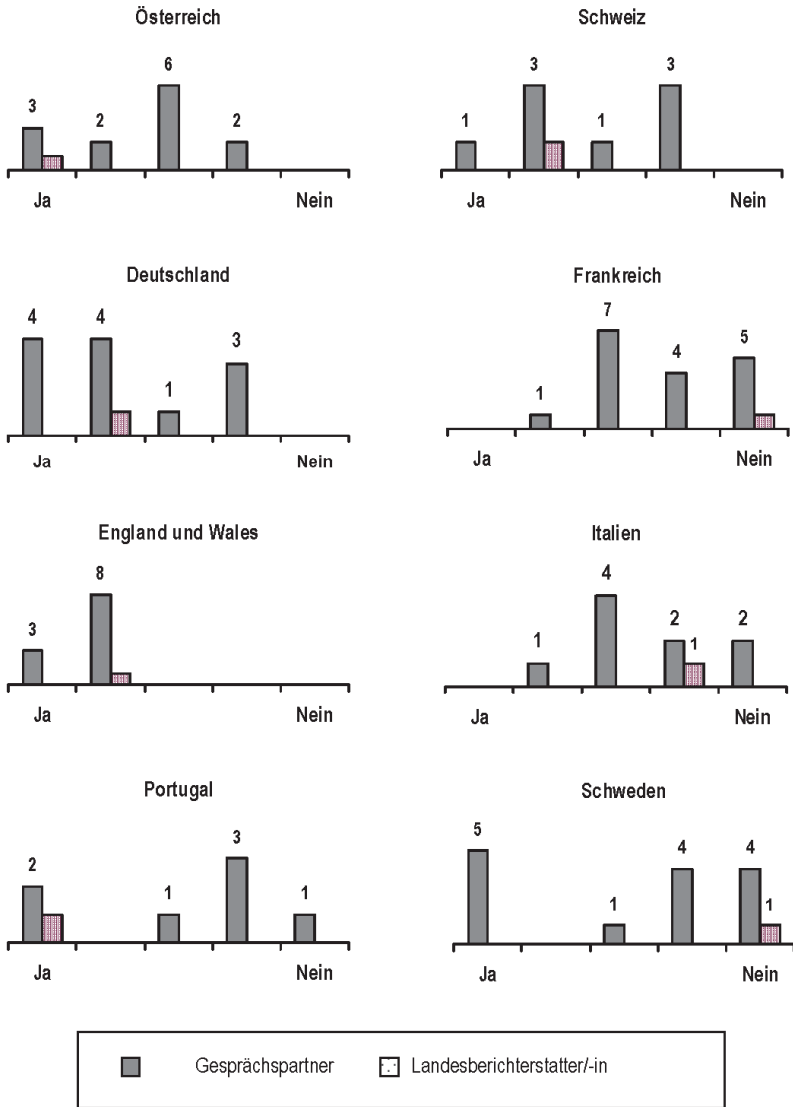 Österreich
3 2 6 2
Ja Nein
Schweiz
1 3 1 3
Ja Nein
Deutschland
4 4 1 3
Ja Nein
Frankreich
1 7 4 5
Ja Nein
England und Wales
3 8
Ja Nein
Italien
1 4 2 1 2
Ja Nein
Portugal
2 1 3 1
Ja Nein
Schweden
5 1 4 4 1
Ja Nein
Gesprächspartner Landesberichterstatter/-in